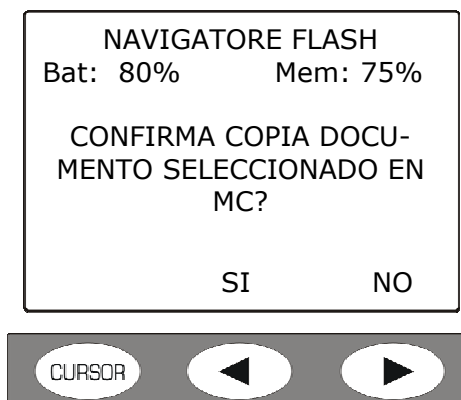 NAVIGATORE FLASH
Bat: 80% Mem: 75%
CONFIRMA COPIA DOCU-
MENTO SELECCIONADO EN
MC?
SI NO
CURSOR